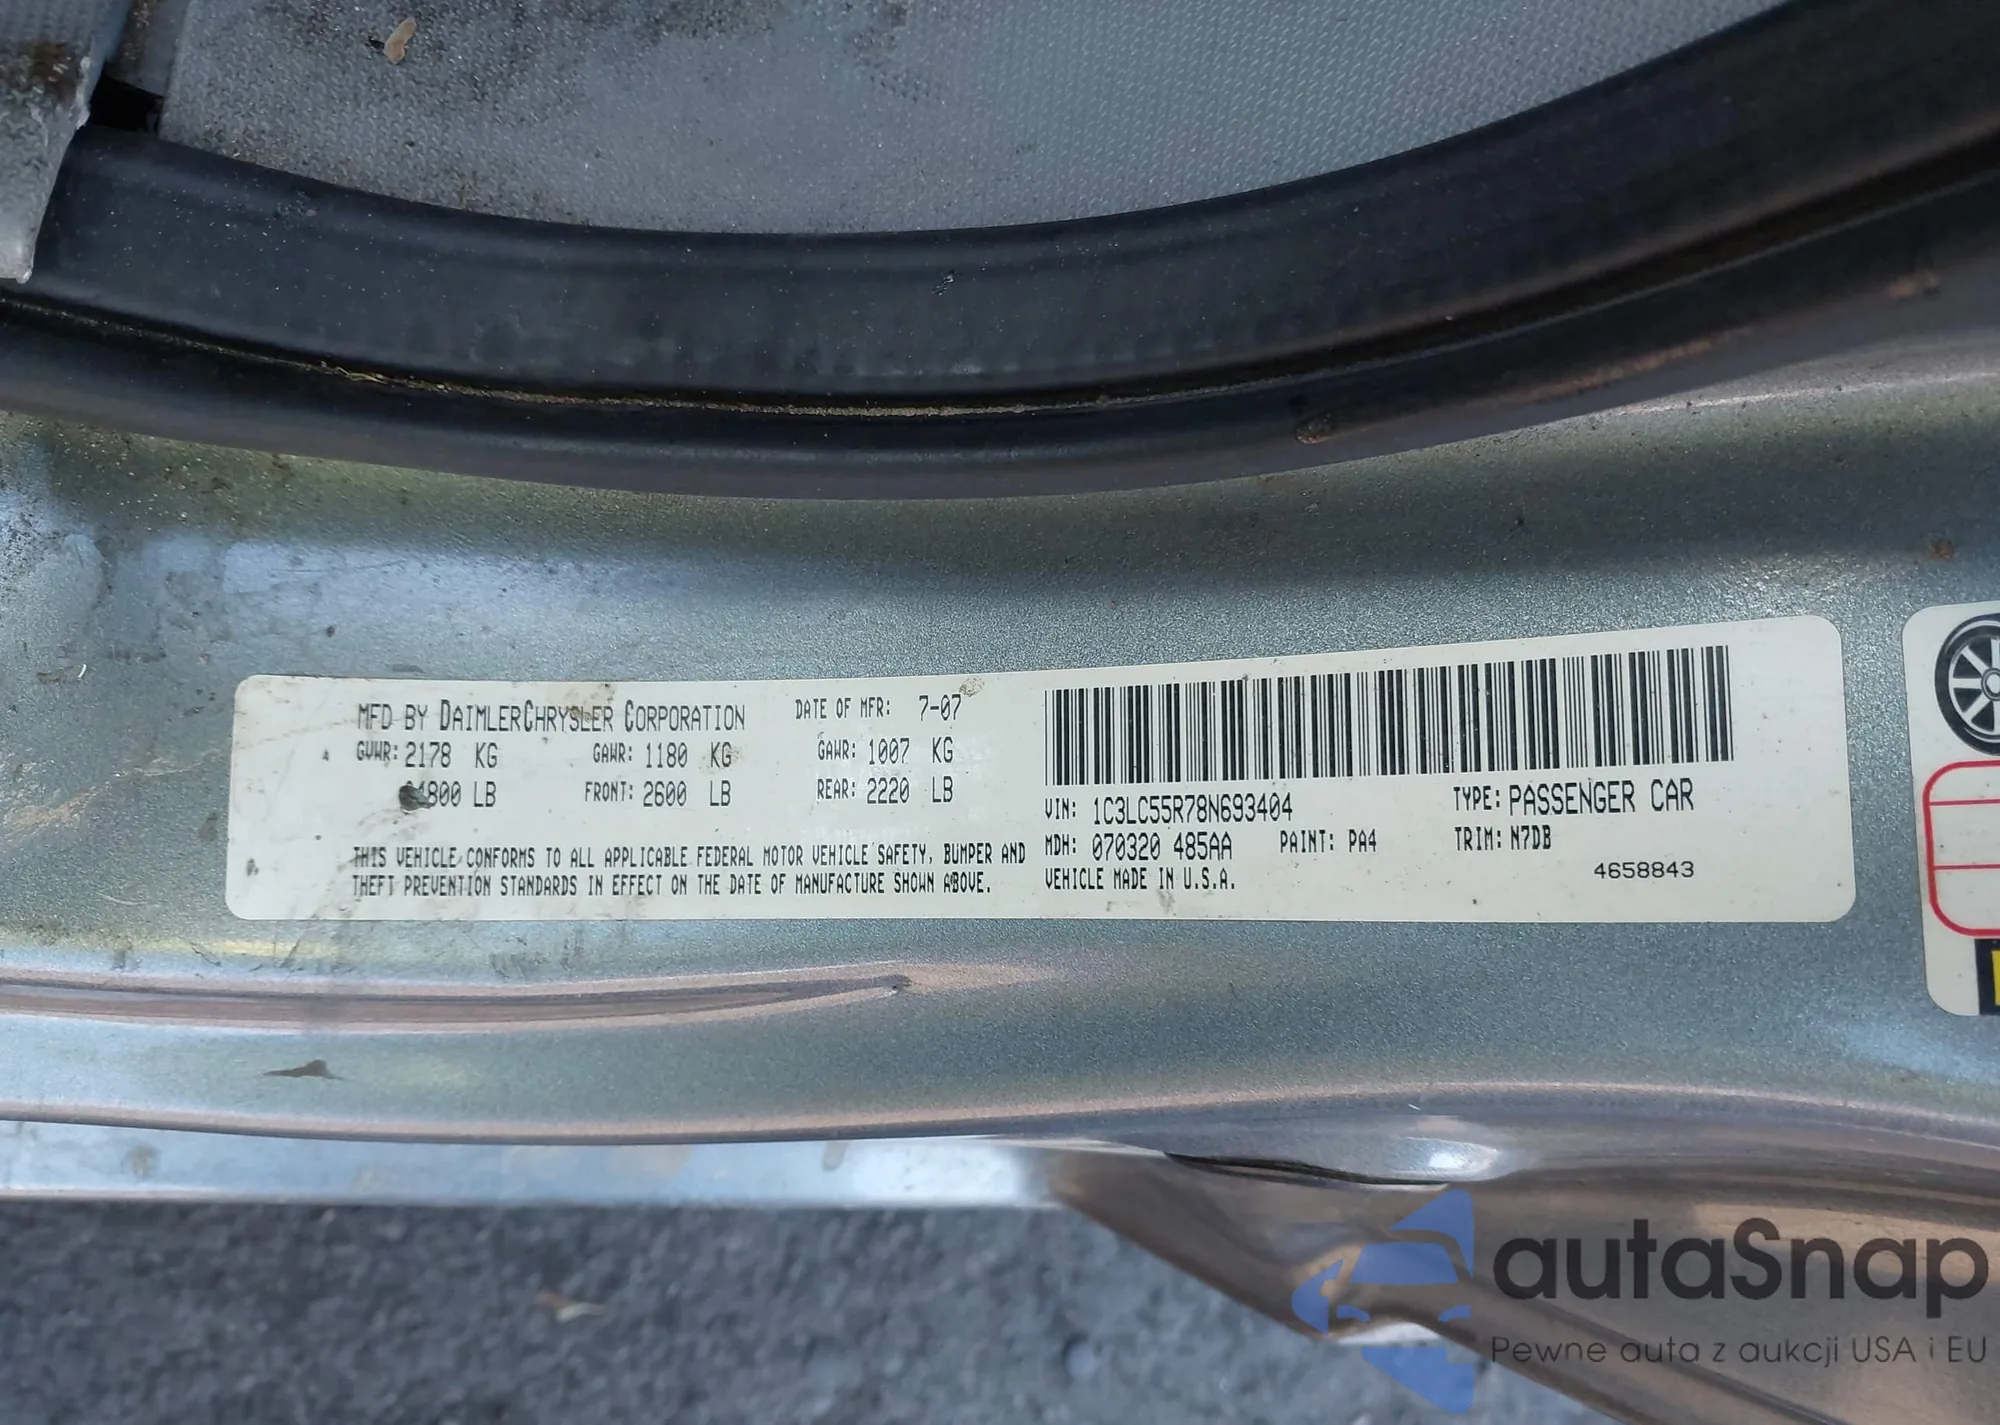 MFD BY DAIMLERCHRYSLER CORPORATION DATE OF MFR: 7-07
GVWR: 2178 KG GAWR: 1180 KG GAWR: 1007 KG
4800 LB FRONT: 2600 LB REAR: 2220 LB
THIS VEHICLE CONFORMS TO ALL APPLICABLE FEDERAL MOTOR VEHICLE SAFETY, BUMPER AND
THEFT PREVENTION STANDARDS IN EFFECT ON THE DATE OF MANUFACTURE SHOWN ABOVE.
VIN: 1C3LC55R78N693404 TYPE: PASSENGER CAR
MDH: 070320 485AA PAINT: PA4 TRIM: N7DB
4658843
VEHICLE MADE IN U.S.A.
autaSnap
Pewne auta z aukcji USA i EU